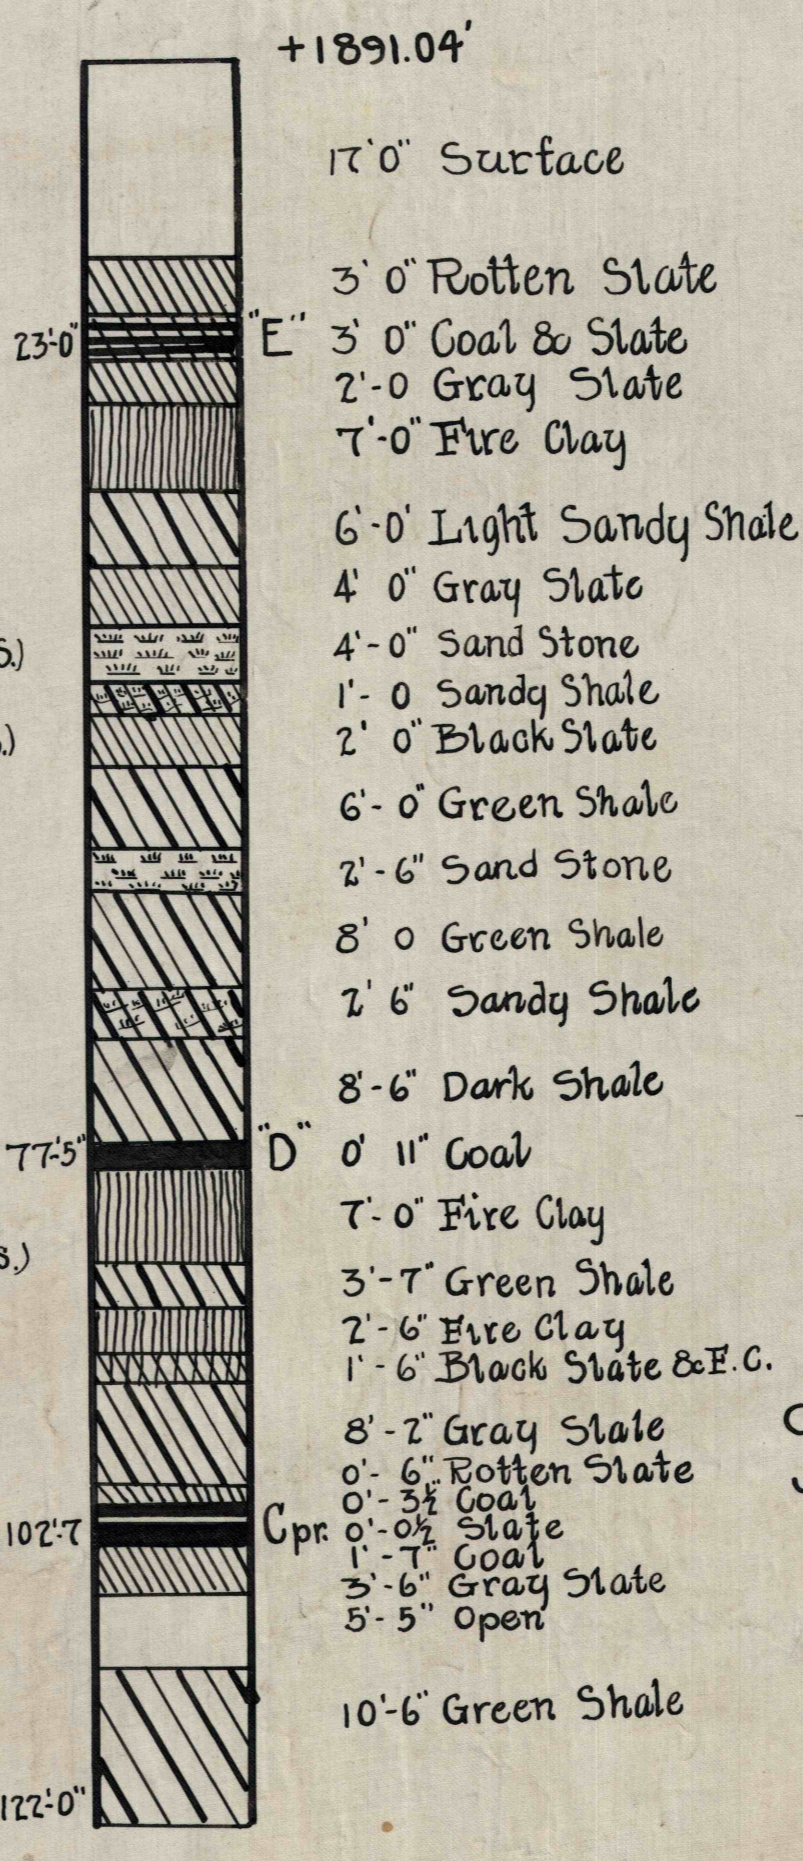 +1891.04'
17'0" Surface
3' 0" Rotten Slate
23'-0" "E" 3' 0" Coal & Slate
2'-0 Gray Slate
7'-0" Fire Clay
6'-0' Light Sandy Shale
4' 0" Gray Slate
S.) 4'-0" Sand Stone
1'- 0 Sandy Shale
.) 2' 0" Black Slate
6'- 0" Green Shale
2'-6" Sand Stone
8' 0 Green Shale
2' 6" Sandy Shale
8'-6" Dark Shale
77'-5" "D" 0' 11" Coal
7'- 0" Fire Clay
S.) 3'-7" Green Shale
2'-6" Fire Clay
1'-6" Black Slate & F.C.
8'-2" Gray Slate
0'- 6" Rotten Slate
0'- 3½" Coal
102'-7 Cpr. 0'-0½ Slate
1'-7" Coal
3'-6" Gray Slate
5'-5" Open
10'-6" Green Shale
122'-0"